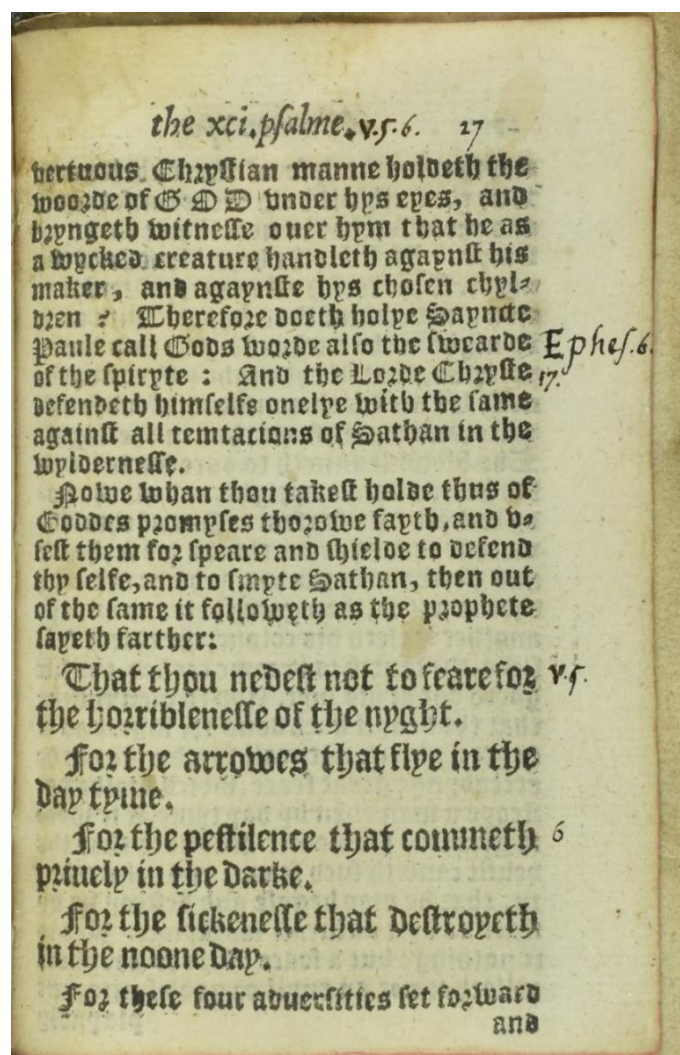 the xci.psalme. v.5.6. 27
vertuous Chrystian manne holdeth the
woorde of GOD vnder hys eyes, and
bryngeth witnesse ouer hym that he as
a wycked creature handleth agaynst his
maker, and agaynste hys chosen chyl-
dren? Therefore doeth holye Sayncte
Paule call Gods worde also the swearde Ephes.6.
of the spiryte: And the Lorde Chryste 17.
defendeth himselfe onelye with the same
against all temtacions of Sathan in the
wyldernesse.
Nowe whan thou takest holde thus of
Goddes promyses thorowe fayth, and v-
sest them for speare and shielde to defend
thy selfe, and to smyte Sathan, then out
of the same it followeth as the prophete
sayeth farther:
That thou nedest not to feare for v.5.
the horriblenesse of the nyght.
For the arrowes that flye in the
day tyme.
For the pestilence that commeth 6
priuely in the darke.
For the sickenesse that destroyeth
in the noone day.
For these four aduersities set forward
and